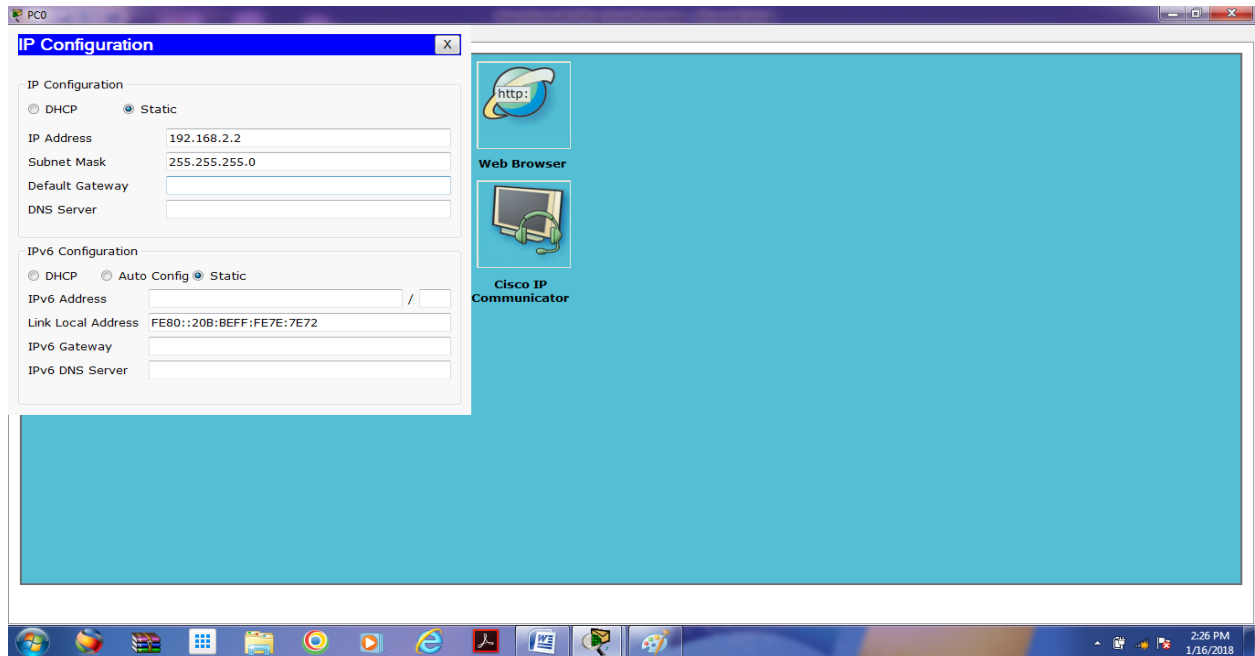 PC0
IP Configuration X
IP Configuration
DHCP Static
IP Address 192.168.2.2
Subnet Mask 255.255.255.0
Default Gateway
DNS Server
IPv6 Configuration
DHCP Auto Config Static
IPv6 Address /
Link Local Address FE80::20B:BEFF:FE7E:7E72
IPv6 Gateway
IPv6 DNS Server
http:
Web Browser
Cisco IP
Communicator
2:26 PM
1/16/2018